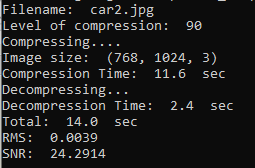 Filename:  car2.jpg
Level of compression:  90
Compressing....
Image size:  (768, 1024, 3)
Compression Time:  11.6  sec
Decompressing...
Decompression Time:  2.4  sec
Total:  14.0  sec
RMS:  0.0039
SNR:  24.2914